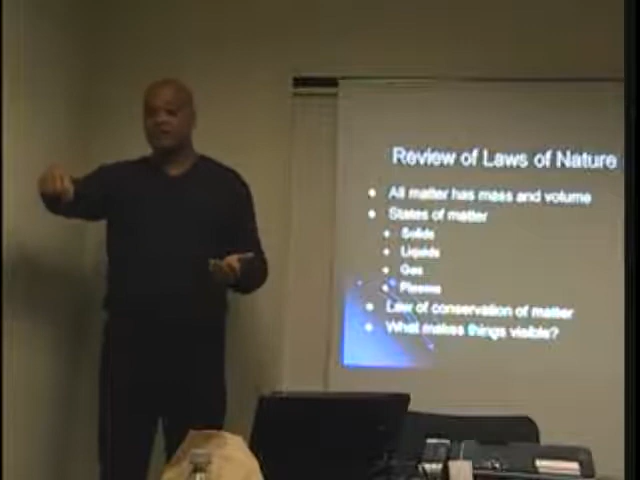 Review of Laws of Nature
All matter has mass and volume
States of matter
Solids
Liquids
Gas
Plasma
Law of conservation of matter
What makes things visible?